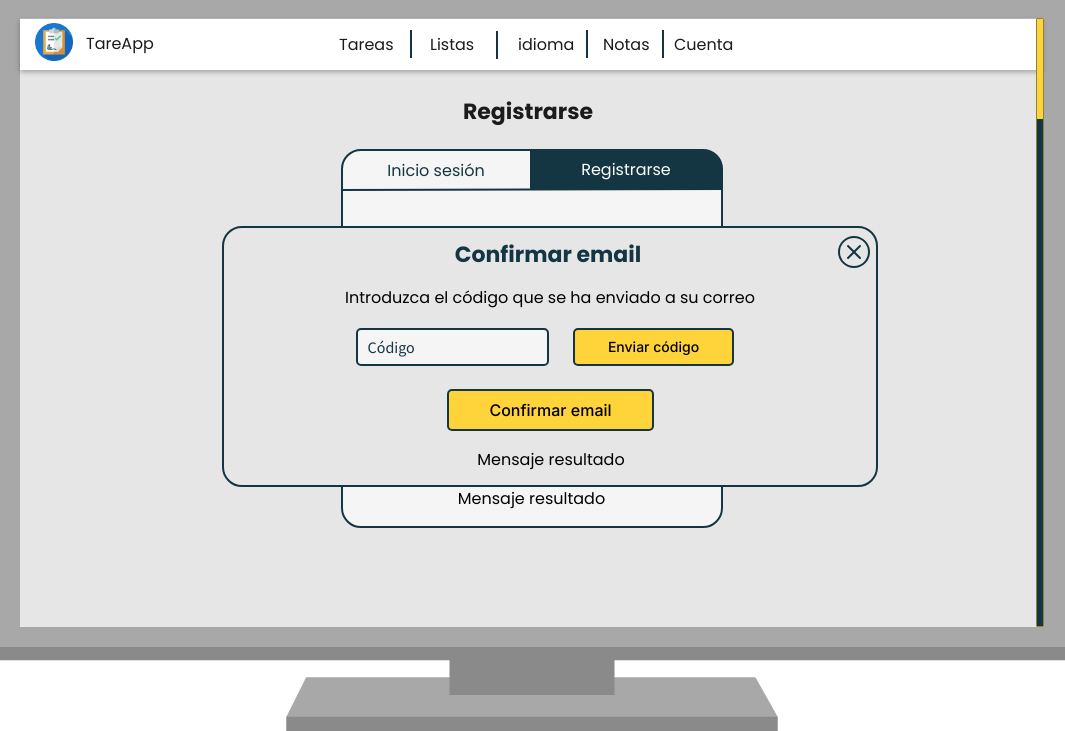 TareApp
Tareas
Listas
idioma
Notas
Cuenta
Registrarse
Inicio sesión
Registrarse
Confirmar email
Introduzca el código que se ha enviado a su correo
Código
Enviar código
Confirmar email
Mensaje resultado
Mensaje resultado